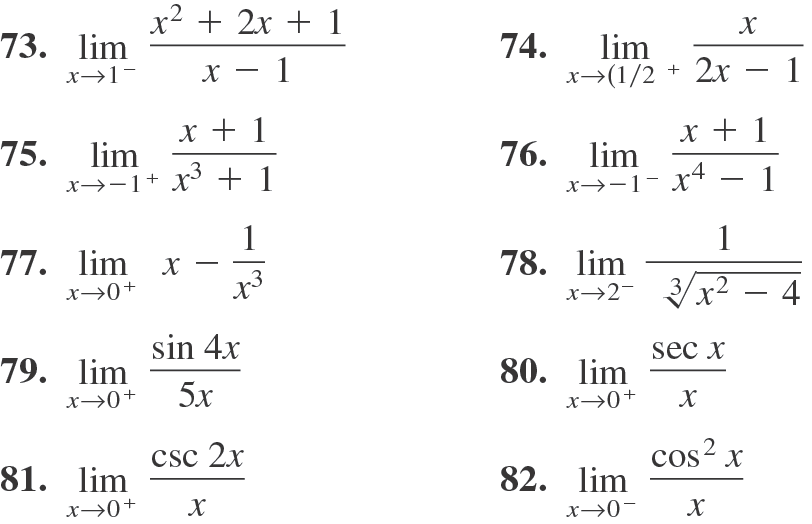 73. lim x→1⁻ (x² + 2x + 1)/(x − 1)
74. lim x→(1/2 ⁺ x/(2x − 1)
75. lim x→−1⁺ (x + 1)/(x³ + 1)
76. lim x→−1⁻ (x + 1)/(x⁴ − 1)
77. lim x→0⁺ x − 1/x³
78. lim x→2⁻ 1/∛(x² − 4)
79. lim x→0⁺ sin 4x/5x
80. lim x→0⁺ sec x/x
81. lim x→0⁺ csc 2x/x
82. lim x→0⁻ cos² x/x